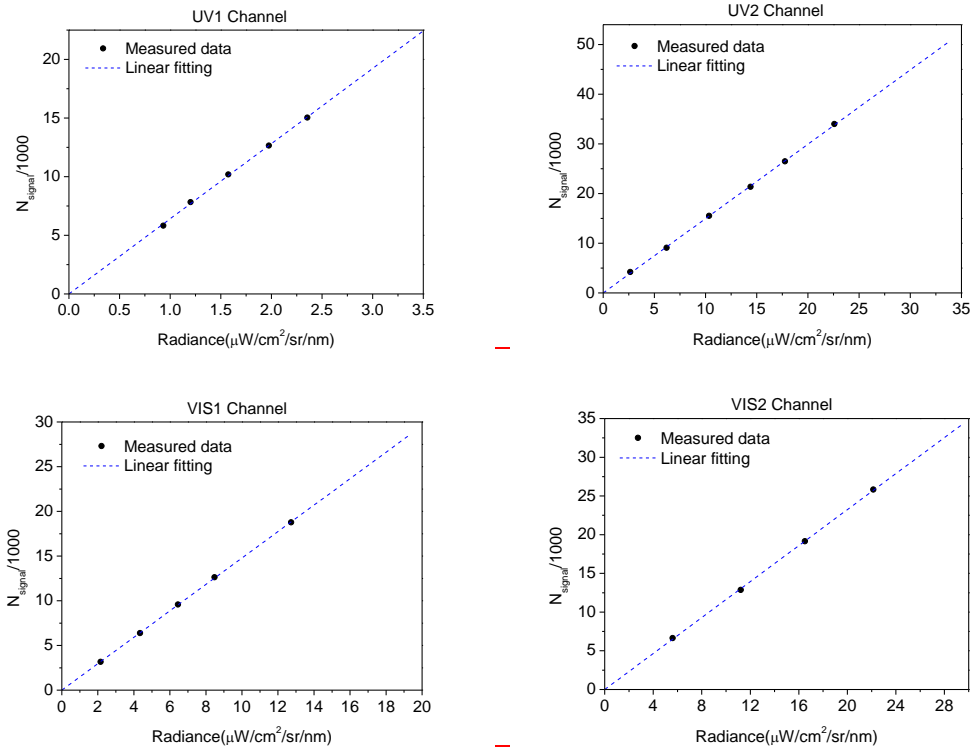 UV1 Channel
Measured data
Linear fitting
20
15
10
5
0
N_signal/1000
0.0 0.5 1.0 1.5 2.0 2.5 3.0 3.5
Radiance(μW/cm²/sr/nm)
UV2 Channel
Measured data
Linear fitting
50
40
30
20
10
0
N_signal/1000
0 5 10 15 20 25 30 35
Radiance(μW/cm²/sr/nm)
VIS1 Channel
Measured data
Linear fitting
30
25
20
15
10
5
0
N_signal/1000
0 2 4 6 8 10 12 14 16 18 20
Radiance(μW/cm²/sr/nm)
VIS2 Channel
Measured data
Linear fitting
35
30
25
20
15
10
5
0
N_signal/1000
0 4 8 12 16 20 24 28
Radiance(μW/cm²/sr/nm)